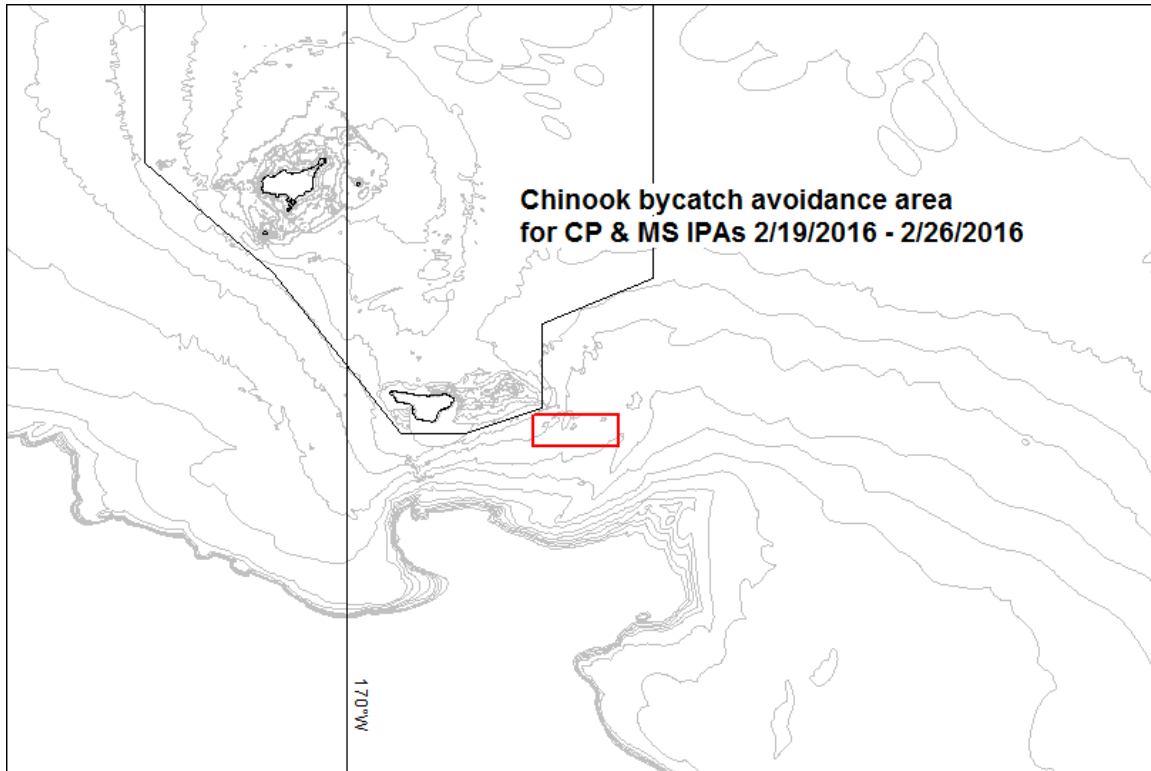 Chinook bycatch avoidance area
for CP & MS IPAs 2/19/2016 - 2/26/2016
170°W